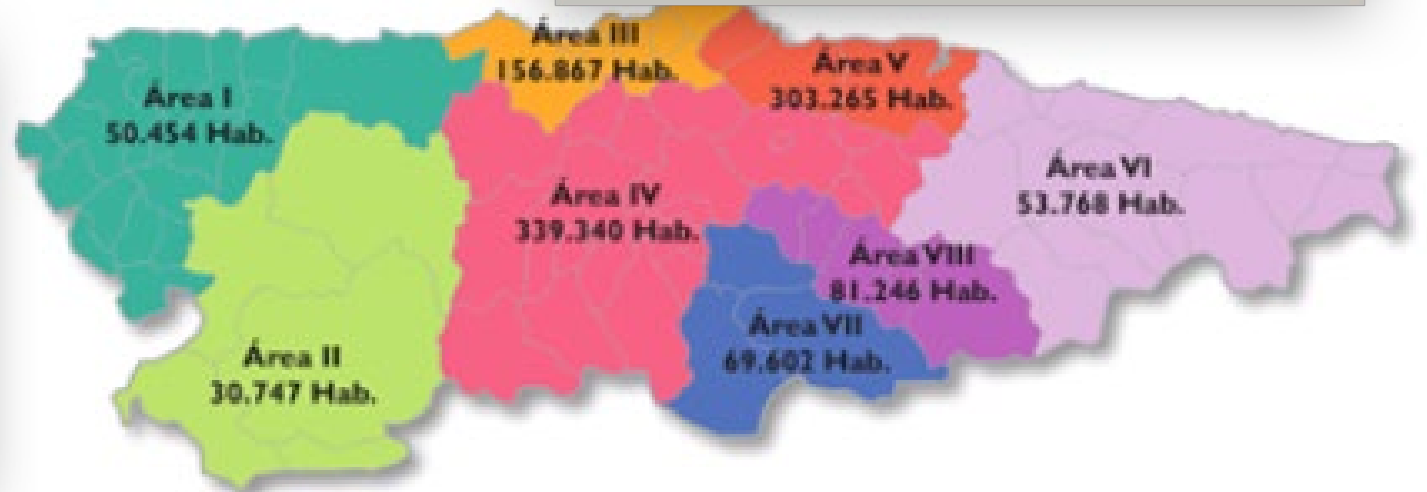 Área I
50.454 Hab.
Área II
30.747 Hab.
Área III
156.867 Hab.
Área IV
339.340 Hab.
Área V
303.265 Hab.
Área VI
53.768 Hab.
Área VII
69.602 Hab.
Área VIII
81.246 Hab.